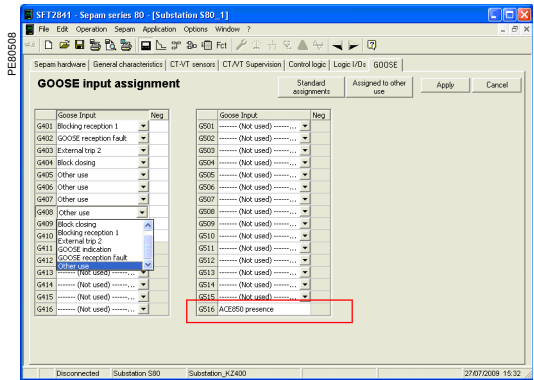 PE80508
SFT2841 - Sepam series 80 - [Substation S80_1]
File Edit Operation Sepam Application Options Window ?
Fct
Sepam hardware General characteristics CT-VT sensors CT/VT Supervision Control logic Logic I/Os GOOSE
GOOSE input assignment
Standard assignments
Assigned to other use
Apply
Cancel
Goose Input Neg
G401 Blocking reception 1
G402 GOOSE reception fault
G403 External trip 2
G404 Block closing
G405 Other use
G406 Other use
G407 Other use
G408 Other use
G409
G410
G411
G412
Block closing
Blocking reception 1
External trip 2
GOOSE indication
GOOSE reception fault
Other use
G413 ------- (Not used) ------...
G414 ------- (Not used) ------...
G415 ------- (Not used) ------...
G416 ------- (Not used) ------...
Goose Input Neg
G501 ------- (Not used) ------...
G502 ------- (Not used) ------...
G503 ------- (Not used) ------...
G504 ------- (Not used) ------...
G505 ------- (Not used) ------...
G506 ------- (Not used) ------...
G507 ------- (Not used) ------...
G508 ------- (Not used) ------...
G509 ------- (Not used) ------...
G510 ------- (Not used) ------...
G511 ------- (Not used) ------...
G512 ------- (Not used) ------...
G513 ------- (Not used) ------...
G514 ------- (Not used) ------...
G515 ------- (Not used) ------...
G516 ACE850 presence
Disconnected Substation S80 Substation_KZ400 27/07/2009 15:32